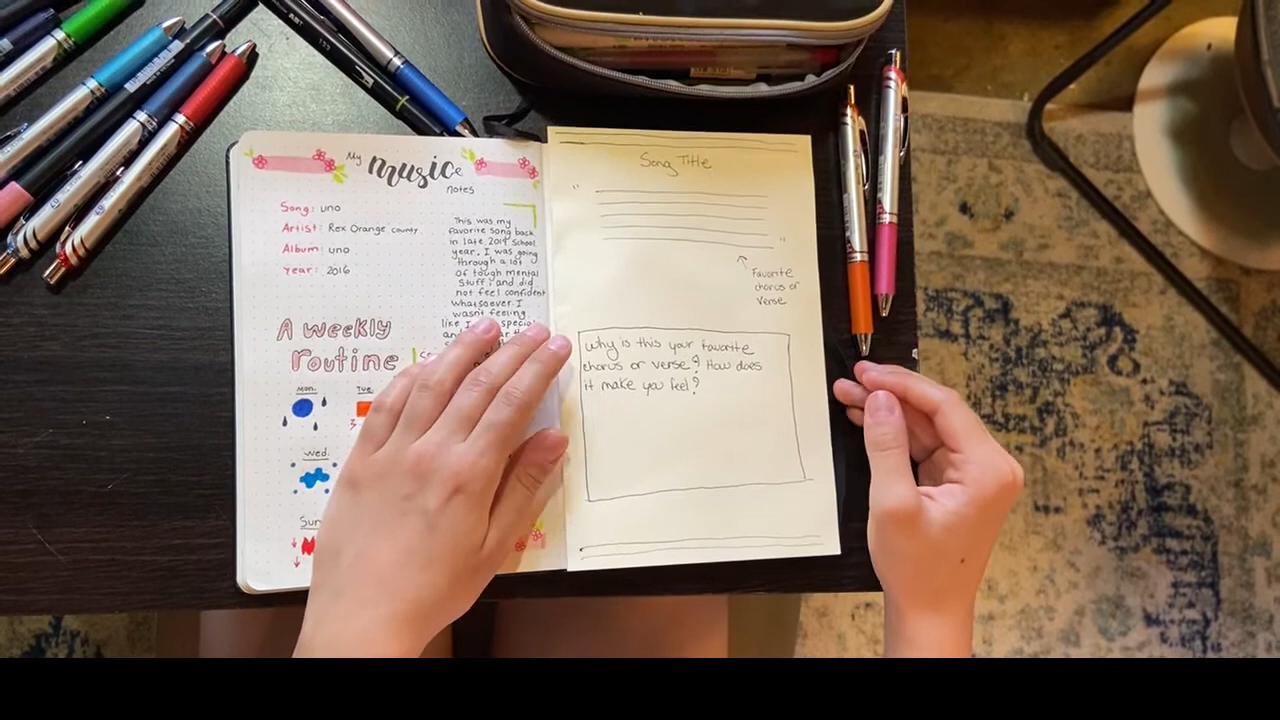 My music
notes
Song: uno
Artist: Rex Orange county
Album: uno
Year: 2016
This was my
favorite song back
in late 2019 School
year. I was going
through a lot
of tough mental
stuff; and did
not feel confident
whatsoever. I
wasn't feeling
like I
and
A weekly
routine
Mon.
Tue.
Wed.
Sun
Song Title
"
"
Favorite
chorus or
verse
Why is this your favorite
chorus or verse? How does
it make you feel?